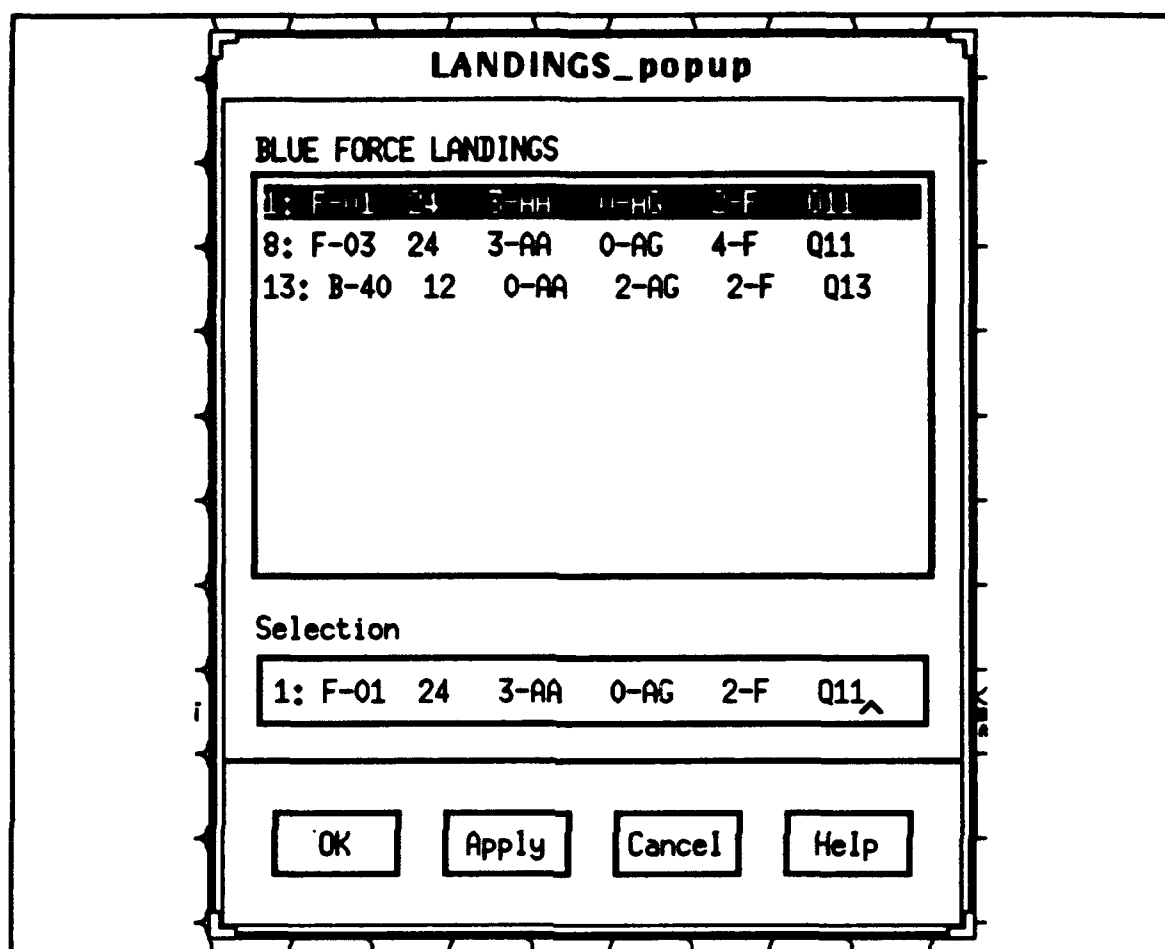 LANDINGS_popup
BLUE FORCE LANDINGS
1: F-01 24 3-AA 0-AG 2-F Q11
8: F-03 24 3-AA 0-AG 4-F Q11
13: B-40 12 0-AA 2-AG 2-F Q13
Selection
1: F-01 24 3-AA 0-AG 2-F Q11
OK Apply Cancel Help